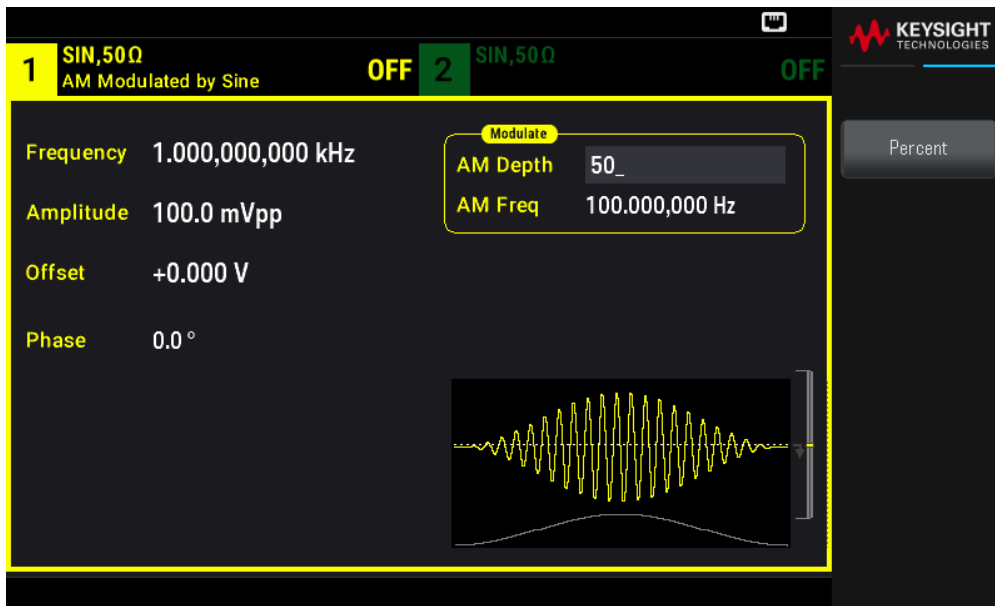 KEYSIGHT
TECHNOLOGIES
1
SIN,50Ω
AM Modulated by Sine
OFF
2
SIN,50Ω
OFF
Frequency 1.000,000,000 kHz
Amplitude 100.0 mVpp
Offset +0.000 V
Phase 0.0 °
Modulate
AM Depth 50_
AM Freq 100.000,000 Hz
Percent